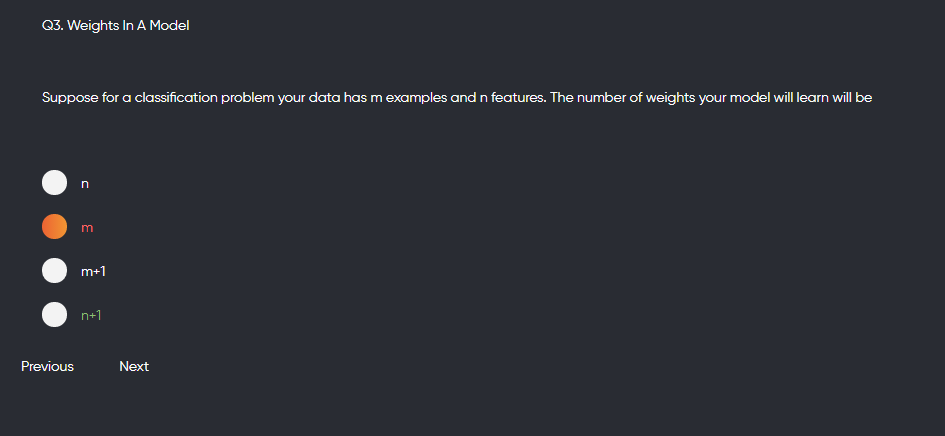 Q3. Weights In A Model
Suppose for a classification problem your data has m examples and n features. The number of weights your model will learn will be
n
m
m+1
n+1
Previous Next